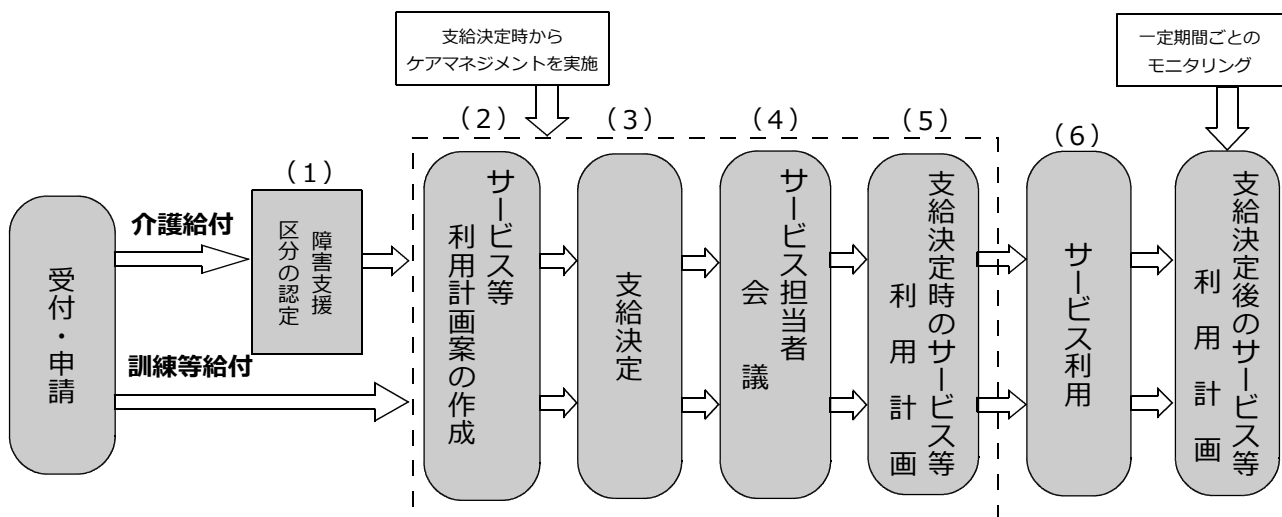 支給決定時から
ケアマネジメントを実施
一定期間ごとの
モニタリング
(1)
(2)
(3)
(4)
(5)
(6)
受付・申請
介護給付
訓練等給付
障害支援
区分の認定
サービス等
利用計画案の作成
支給決定
サービス担当者
会議
支給決定時のサービス等
利用計画
サービス利用
支給決定後のサービス等
利用計画